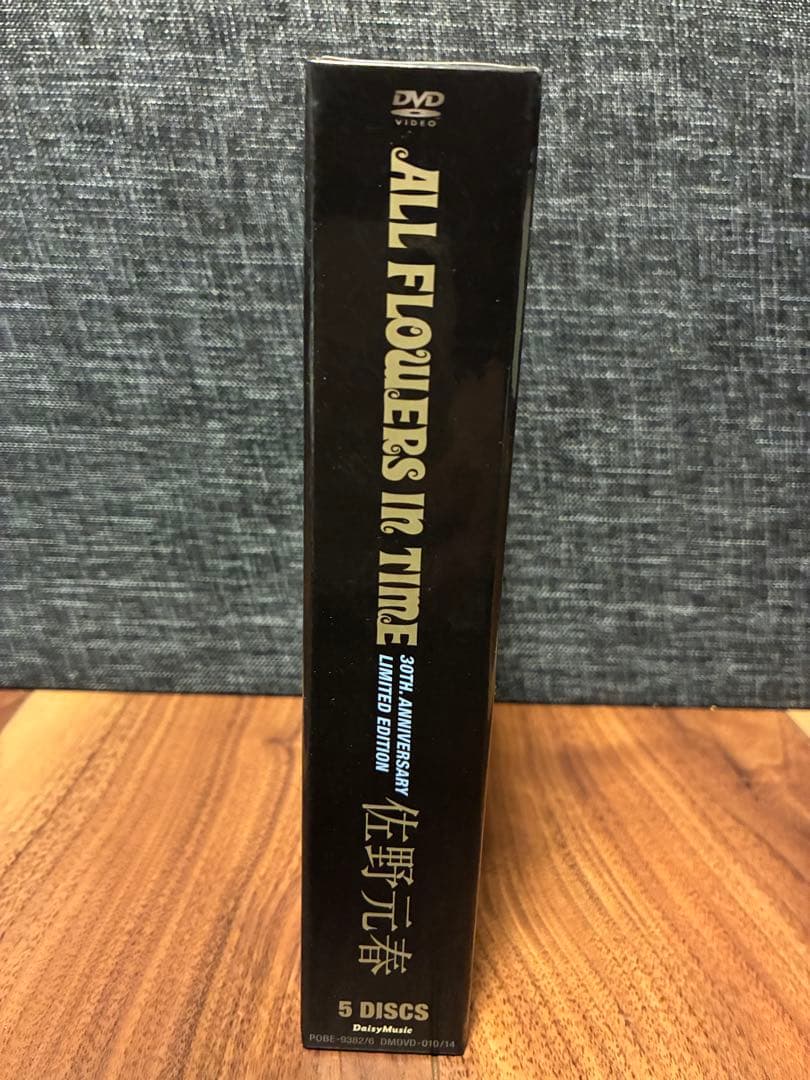 DVD
VIDEO
ALL FLOWERS In TIME
30TH. ANNIVERSARY
LIMITED EDITION
佐野元春
5 DISCS
DaisyMusic
POBE-9382/6 DMDVD-010/14